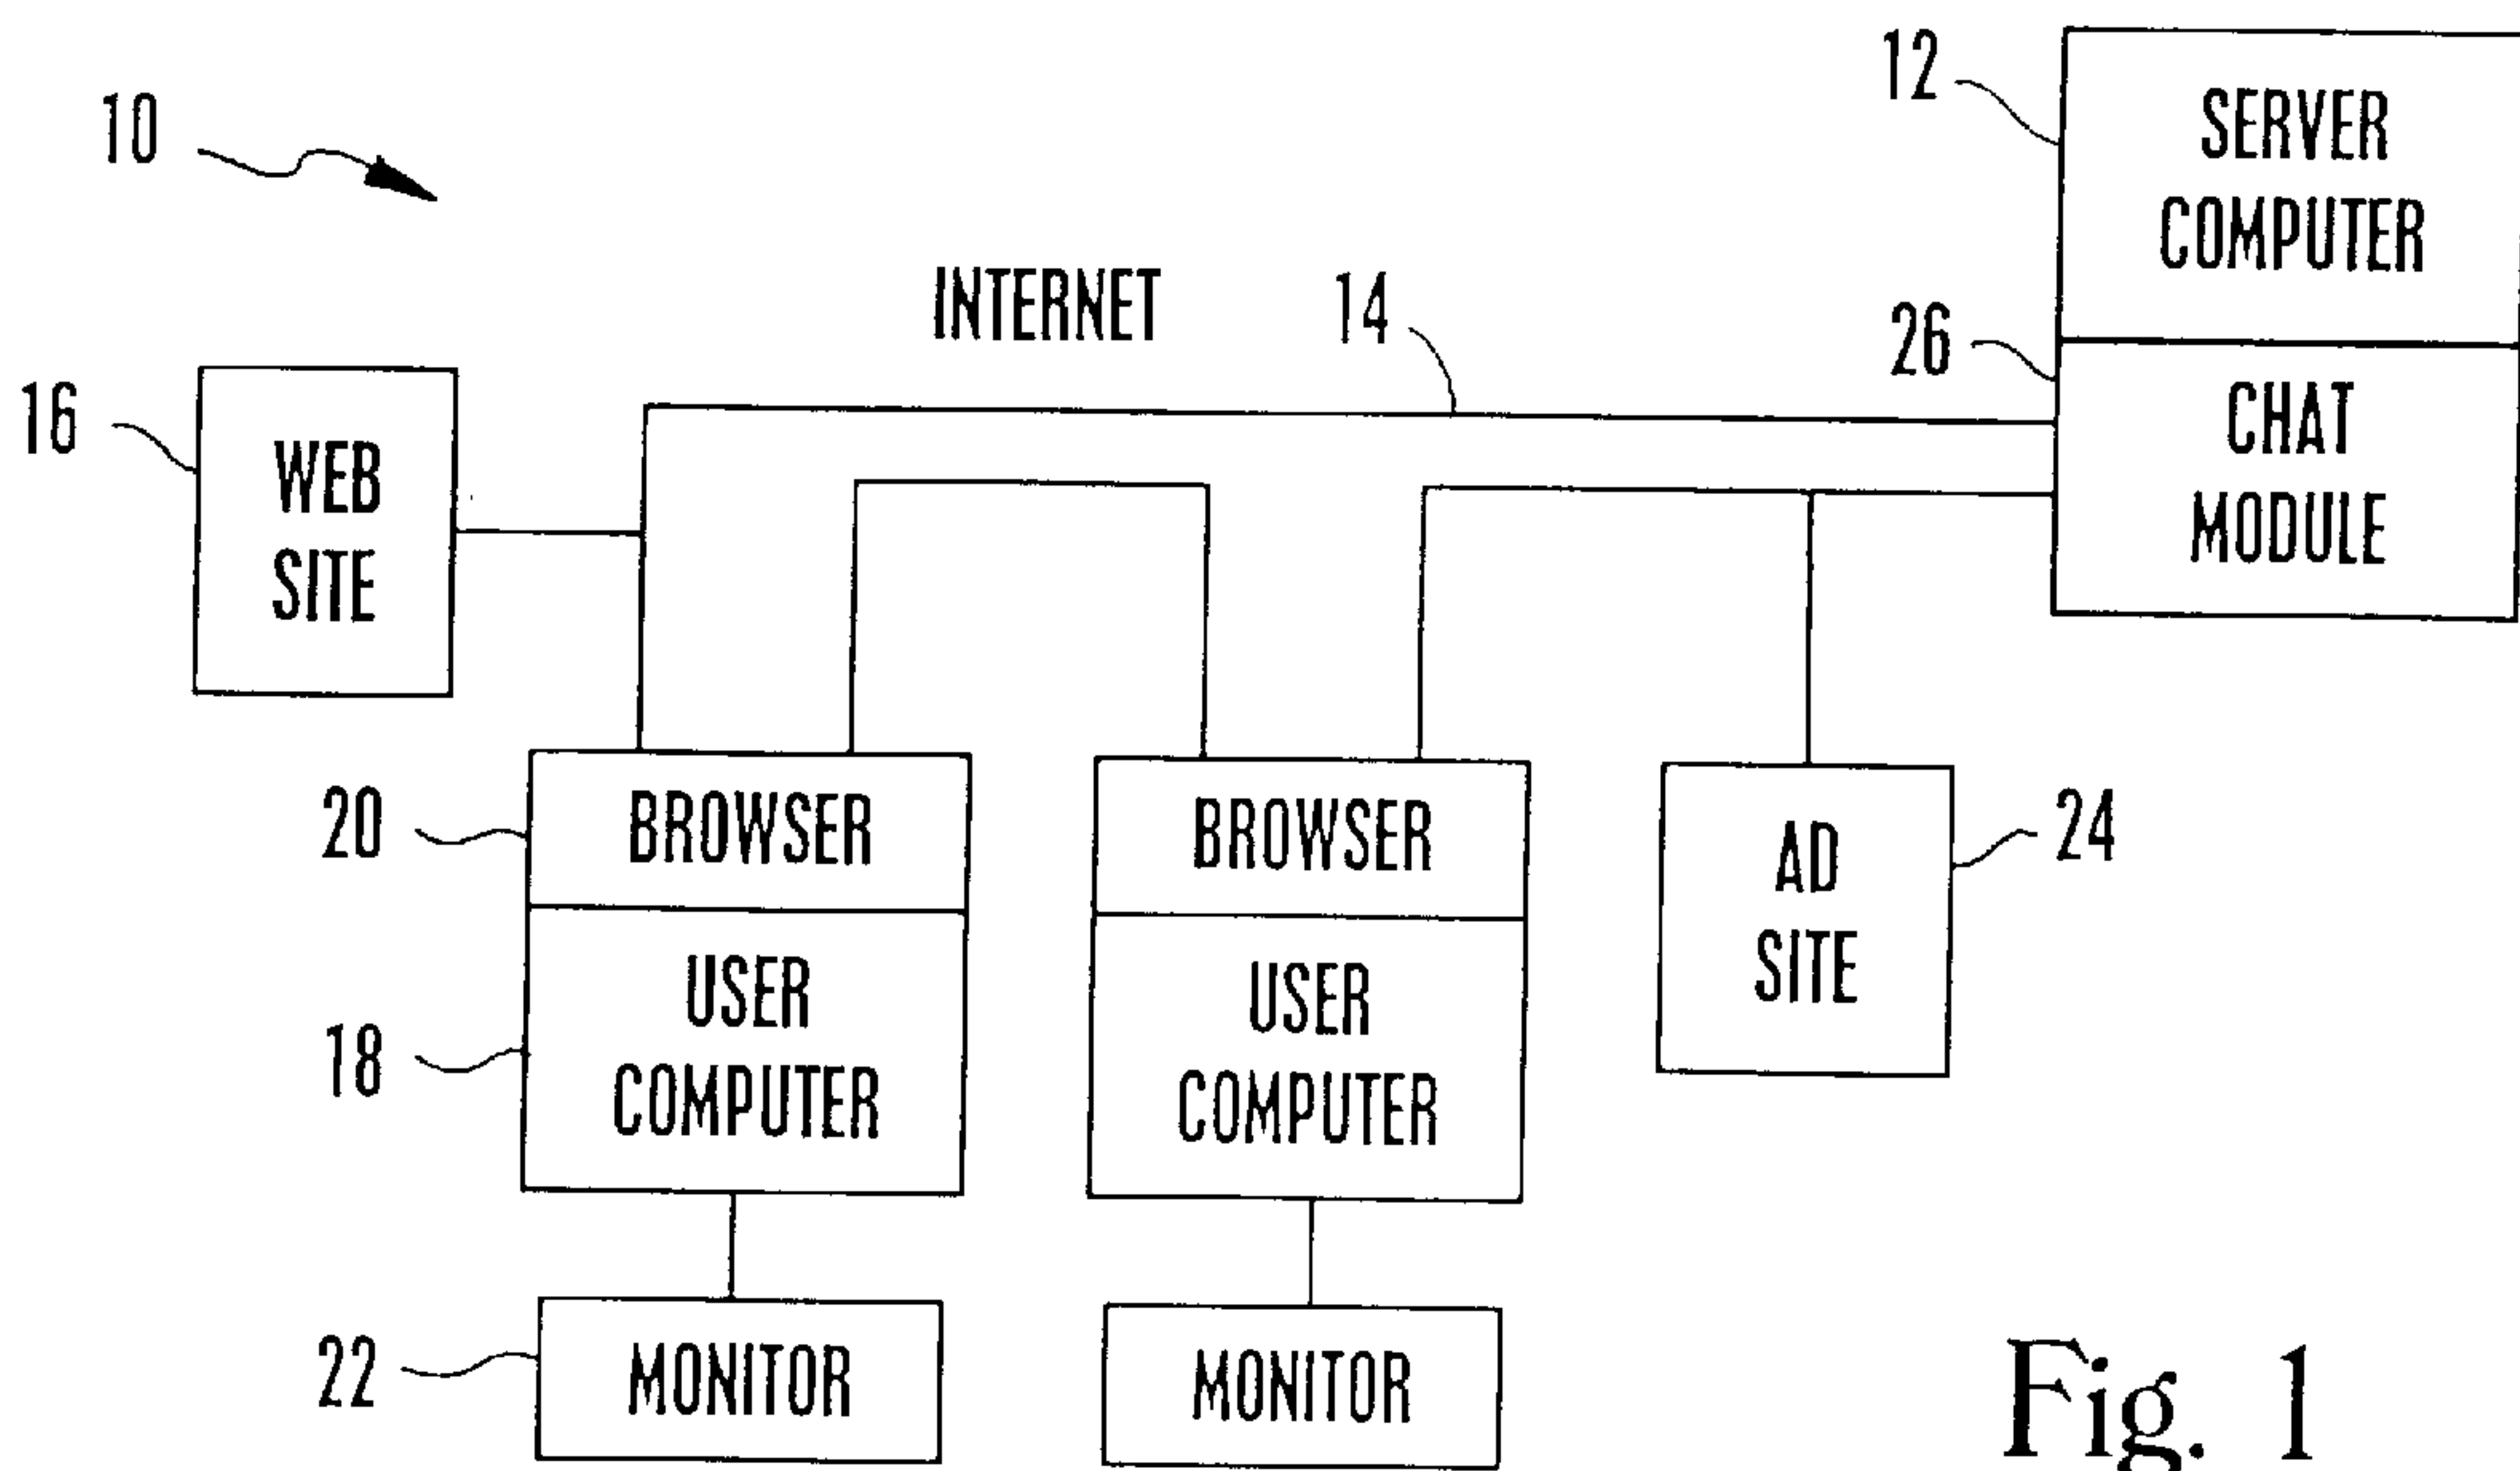 10
12
SERVER
COMPUTER
INTERNET
14
26
CHAT
MODULE
16
WEB
SITE
20
BROWSER
BROWSER
AD
SITE
24
18
USER
COMPUTER
USER
COMPUTER
22
MONITOR
MONITOR
Fig. 1